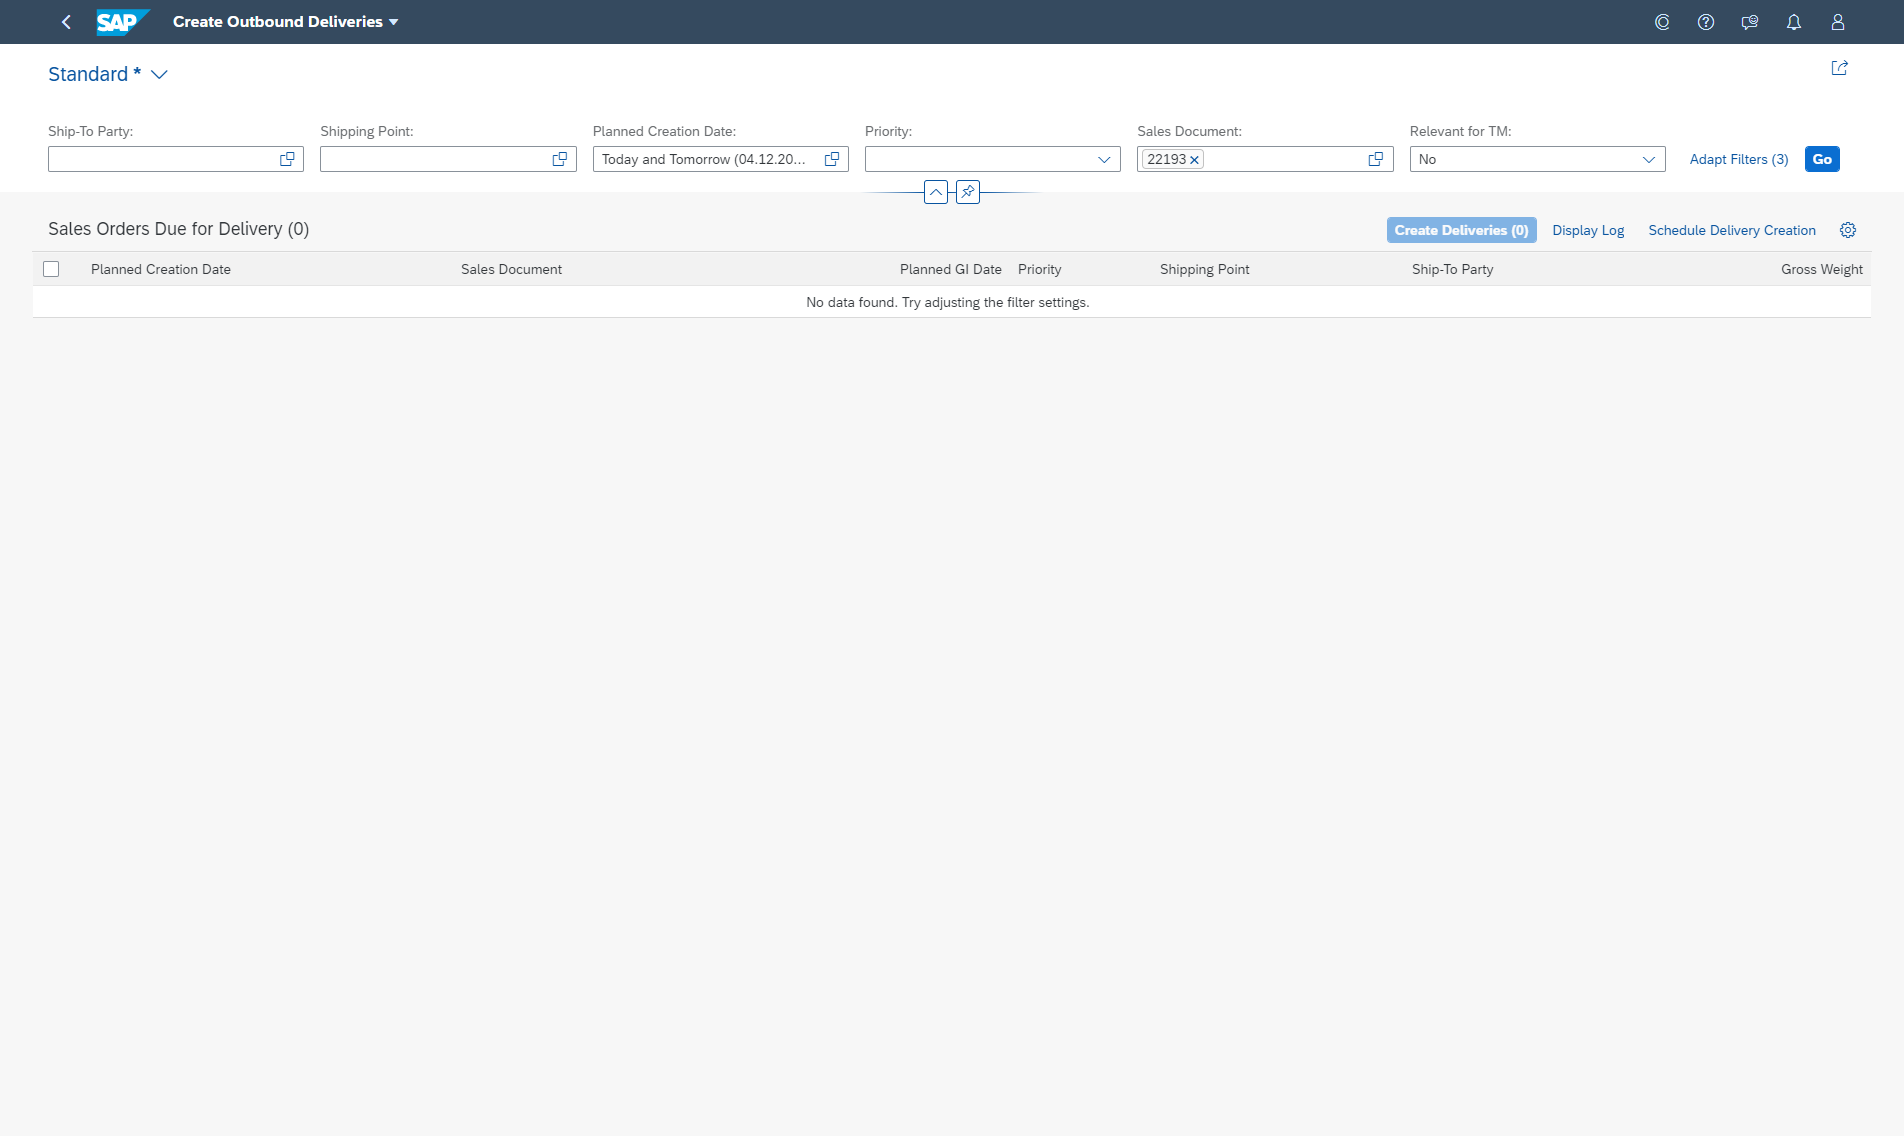 SAP Create Outbound Deliveries
Standard *
Ship-To Party: Shipping Point: Planned Creation Date: Priority: Sales Document: Relevant for TM:
Today and Tomorrow (04.12.20... 22193 No Adapt Filters (3) Go
Sales Orders Due for Delivery (0) Create Deliveries (0) Display Log Schedule Delivery Creation
Planned Creation Date Sales Document Planned GI Date Priority Shipping Point Ship-To Party Gross Weight
No data found. Try adjusting the filter settings.